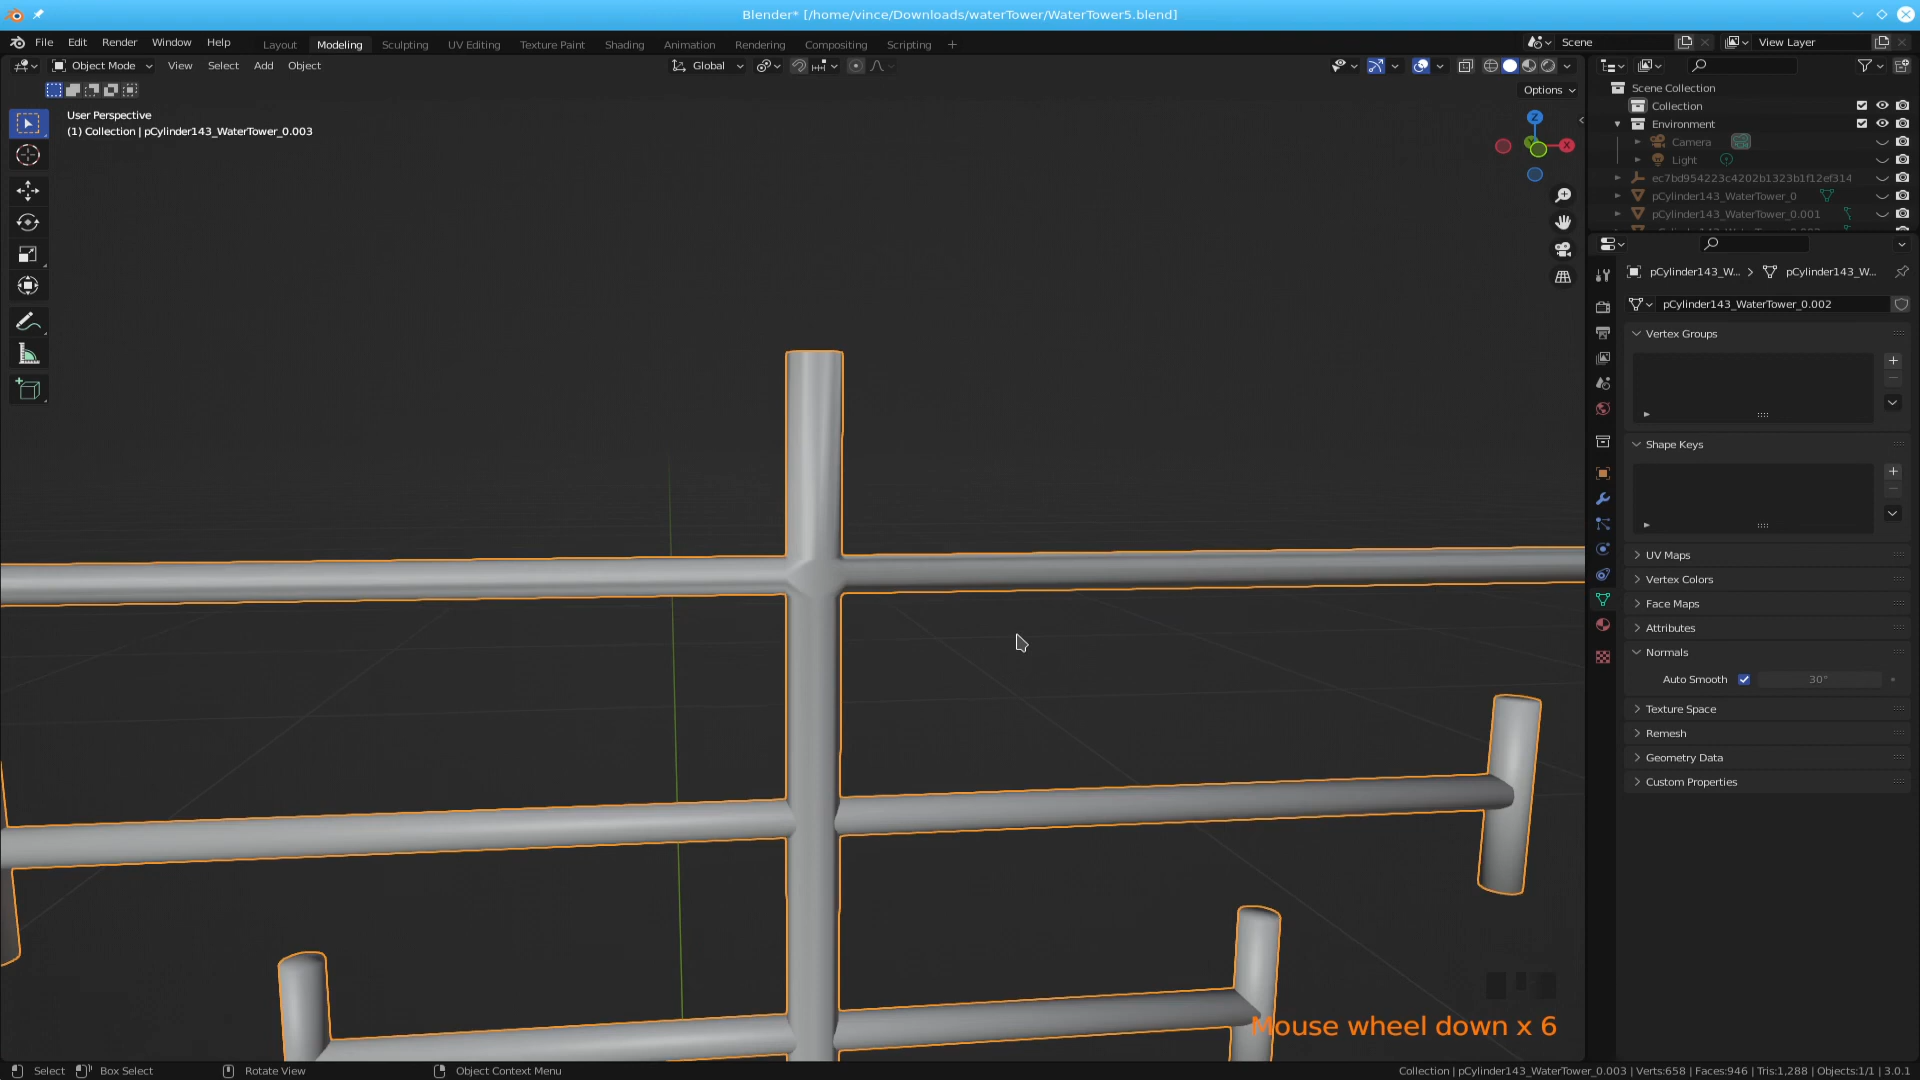 Blender* [/home/vince/Downloads/waterTower/WaterTower5.blend]
File Edit Render Window Help
Layout Modeling Sculpting UV Editing Texture Paint Shading Animation Rendering Compositing Scripting +
Scene
View Layer
Object Mode View Select Add Object
Global
Options
User Perspective
(1) Collection | pCylinder143_WaterTower_0.003
Z
X
Scene Collection
Collection
Environment
Camera
Light
ec7bd954223c4202b1323b1f12ef314
pCylinder143_WaterTower_0
pCylinder143_WaterTower_0.001
pCylinder143_W... > pCylinder143_W...
pCylinder143_WaterTower_0.002
Vertex Groups
Shape Keys
UV Maps
Vertex Colors
Face Maps
Attributes
Normals
Auto Smooth 30°
Texture Space
Remesh
Geometry Data
Custom Properties
Mouse wheel down x 6
Select Box Select Rotate View Object Context Menu
Collection | pCylinder143_WaterTower_0.003 | Verts:658 | Faces:946 | Tris:1,288 | Objects:1/1 | 3.0.1